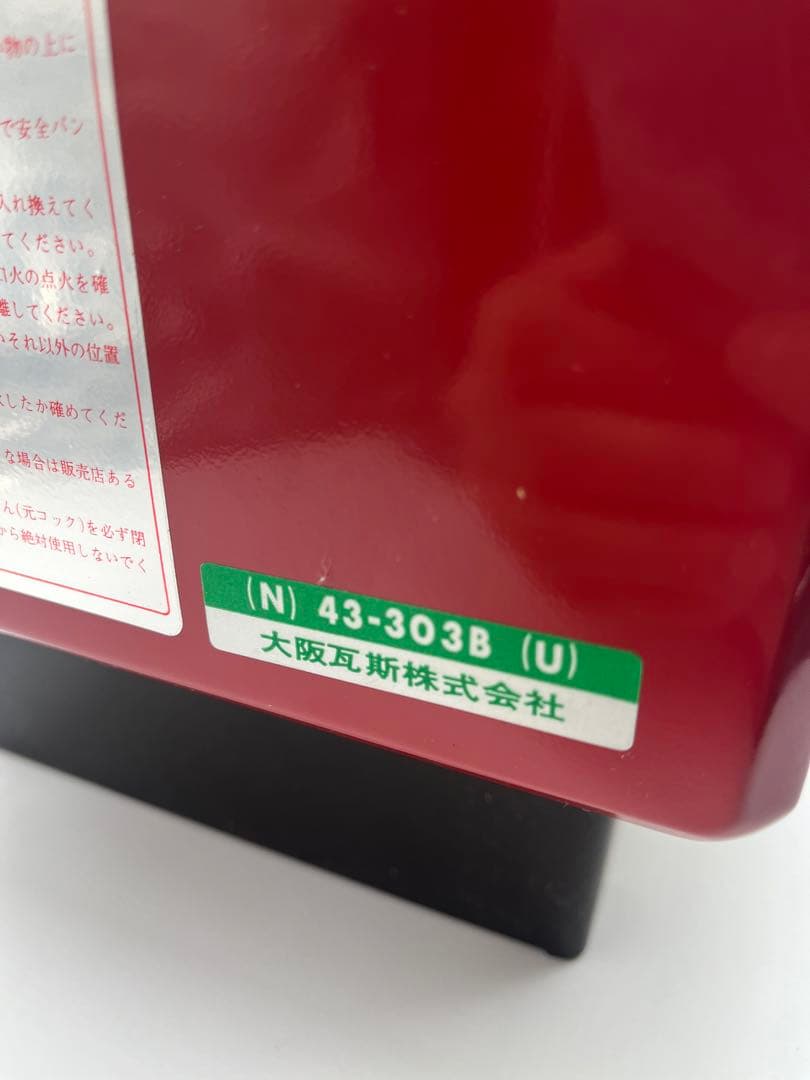 物の上に
で安全パン
入れ換えてく
てください。
火の点火を確
離してください。
それ以外の位置
したか確めてくだ
な場合は販売店ある
ん(元コック)を必ず閉
から絶対使用しないでく
(N) 43-303B (U)
大阪瓦斯株式会社